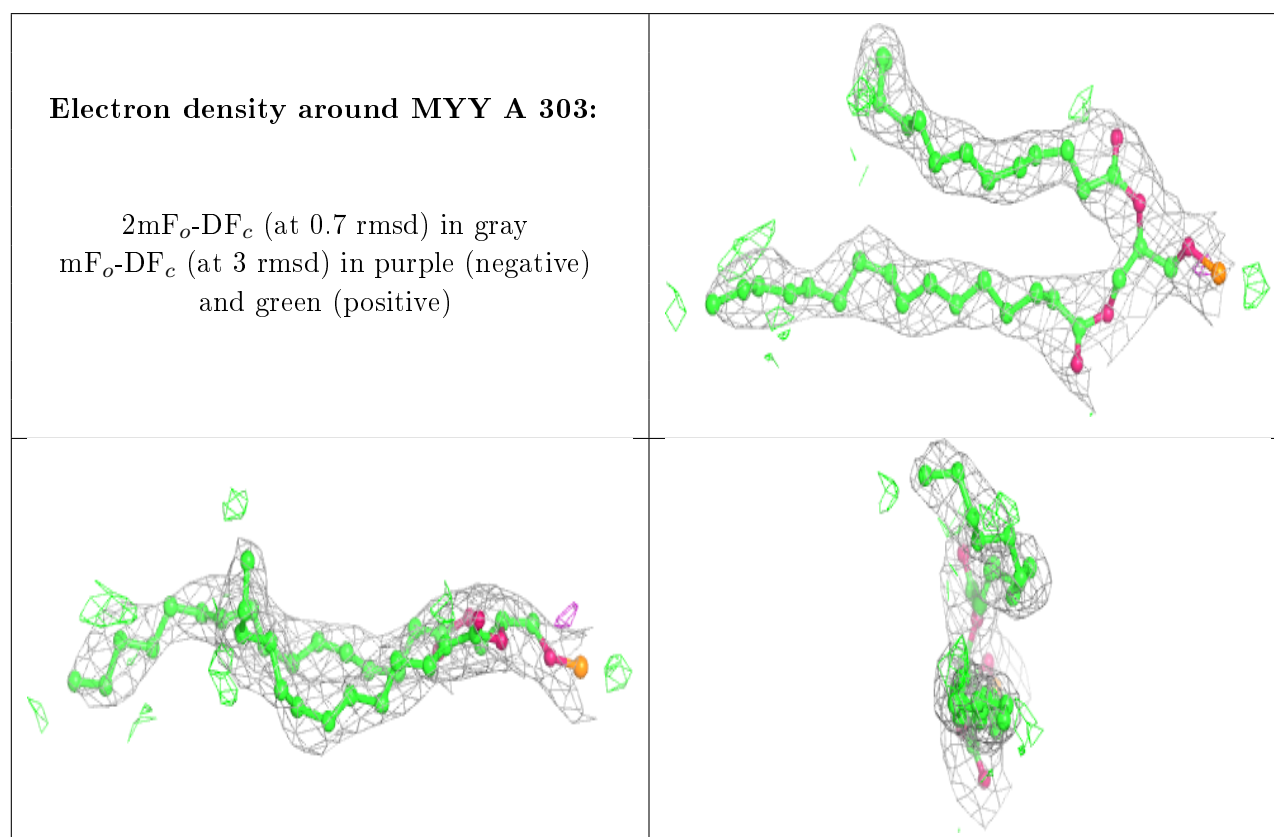 Electron density around MYY A 303:
2mFo-DFc (at 0.7 rmsd) in gray
mFo-DFc (at 3 rmsd) in purple (negative)
and green (positive)